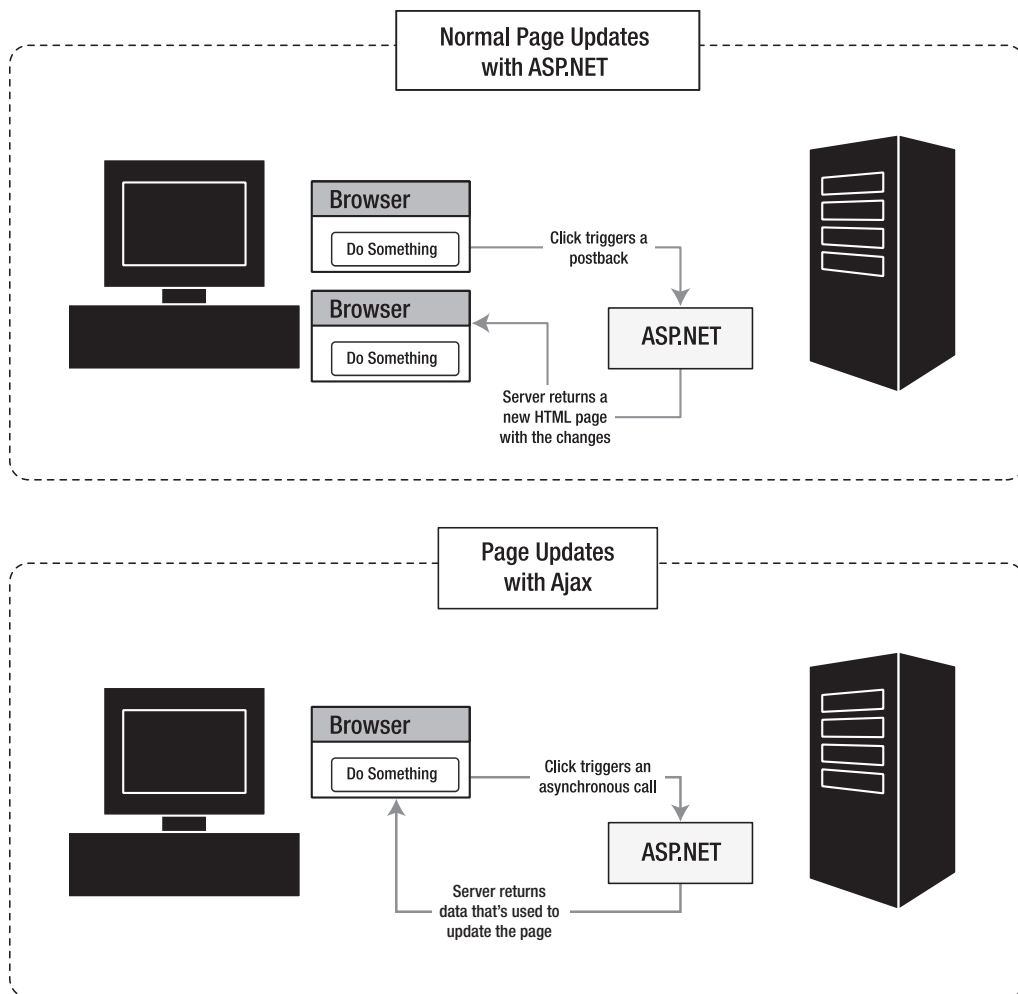 Normal Page Updates
with ASP.NET
Browser
Do Something
Click triggers a
postback
Browser
Do Something
ASP.NET
Server returns a
new HTML page
with the changes
Page Updates
with Ajax
Browser
Do Something
Click triggers an
asynchronous call
ASP.NET
Server returns
data that's used to
update the page